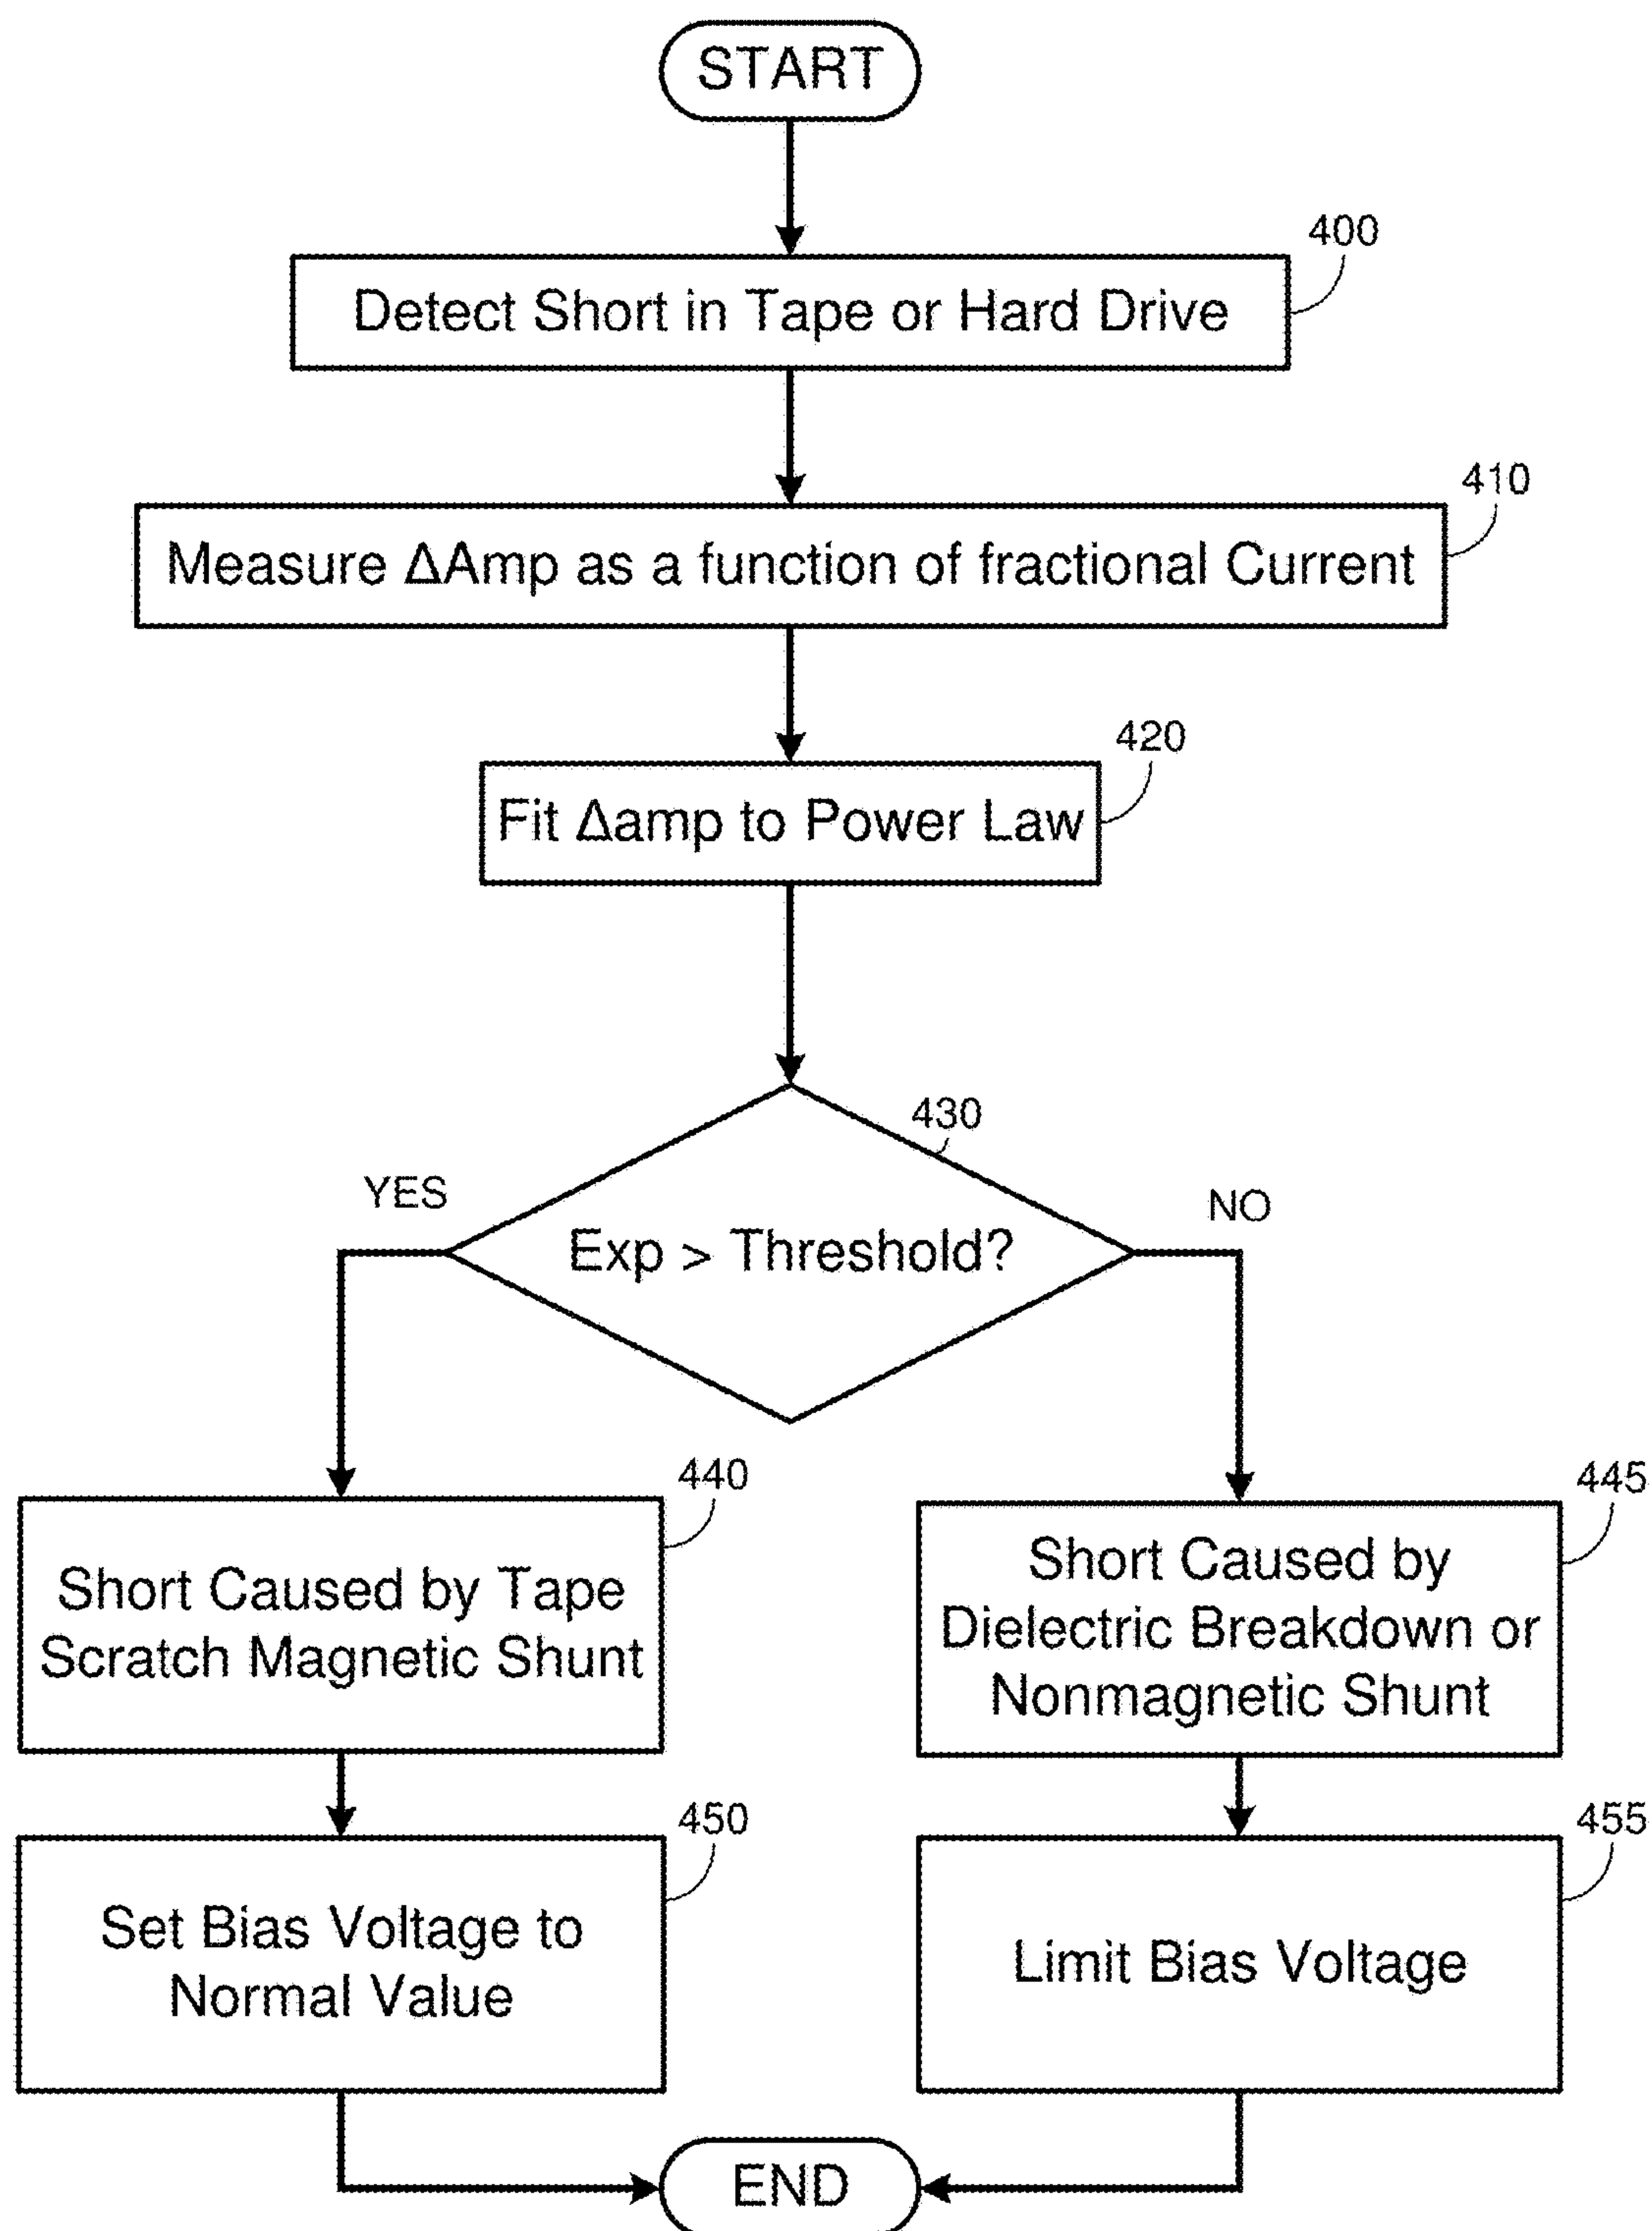 START
400
Detect Short in Tape or Hard Drive
410
Measure ΔAmp as a function of fractional Current
420
Fit Δamp to Power Law
430
YES
NO
Exp > Threshold?
440
445
Short Caused by Tape
Scratch Magnetic Shunt
Short Caused by
Dielectric Breakdown or
Nonmagnetic Shunt
450
455
Set Bias Voltage to
Normal Value
Limit Bias Voltage
END